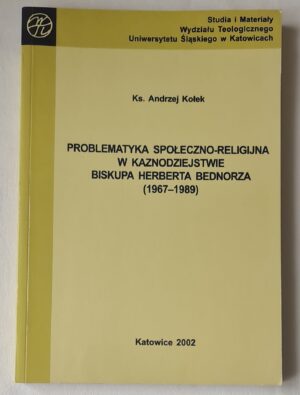 Studia i Materiały
Wydziału Teologicznego
Uniwersytetu Śląskiego w Katowicach
Ks. Andrzej Kołek
PROBLEMATYKA SPOŁECZNO-RELIGIJNA
W KAZNODZIEJSTWIE
BISKUPA HERBERTA BEDNORZA
(1967–1989)
Katowice 2002